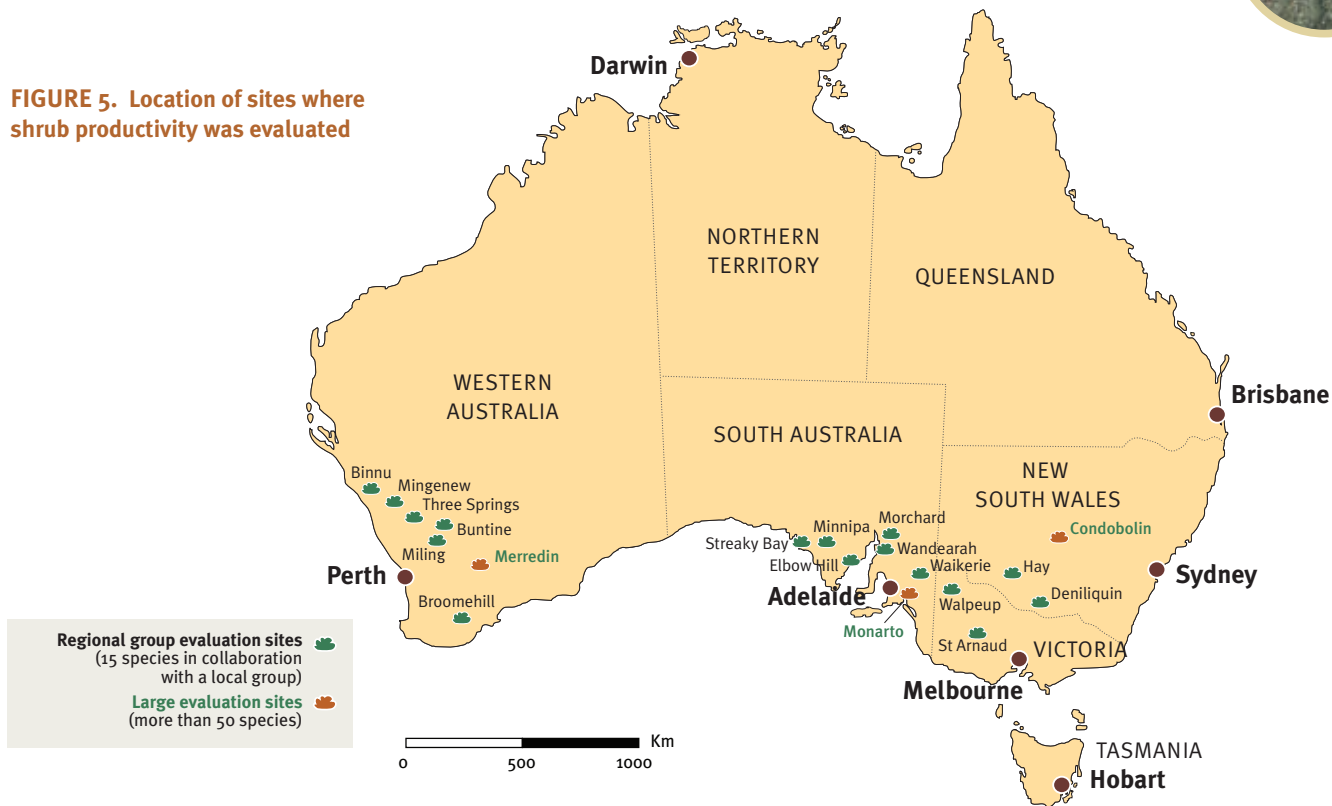 FIGURE 5. Location of sites where
shrub productivity was evaluated
Darwin
NORTHERN
TERRITORY
QUEENSLAND
WESTERN
AUSTRALIA
SOUTH AUSTRALIA
Brisbane
NEW
SOUTH WALES
Binnu
Mingenew
Three Springs
Buntine
Miling
Merredin
Perth
Broomehill
Streaky Bay
Minnipa
Elbow Hill
Morchard
Wandearah
Waikerie
Adelaide
Monarto
Walpeup
St Arnaud
Condobolin
Hay
Deniliquin
Sydney
VICTORIA
Melbourne
TASMANIA
Hobart
Regional group evaluation sites
(15 species in collaboration
with a local group)
Large evaluation sites
(more than 50 species)
Km
0 500 1000